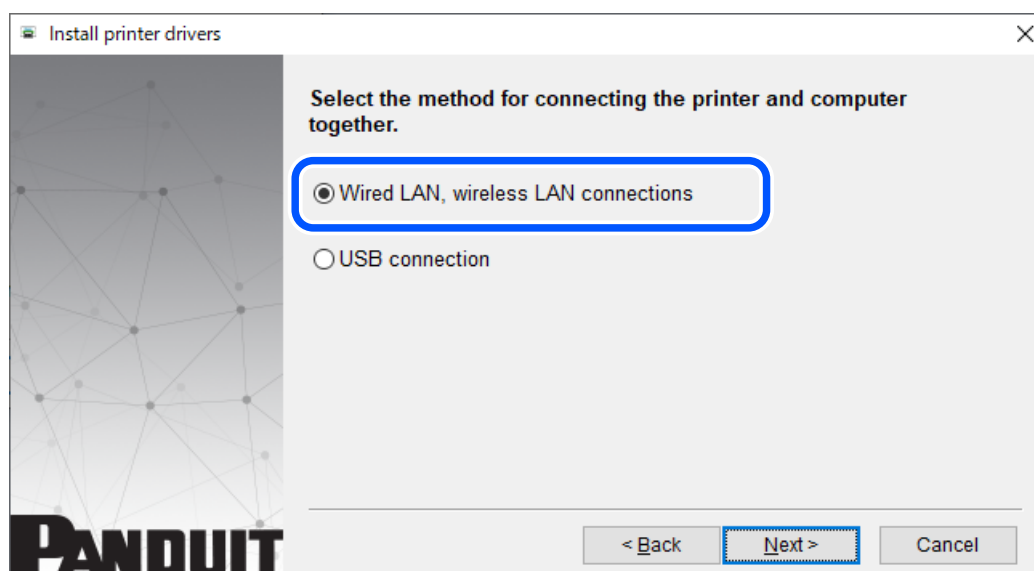 Install printer drivers
Select the method for connecting the printer and computer
together.
Wired LAN, wireless LAN connections
USB connection
PANDUIT
< Back
Next >
Cancel